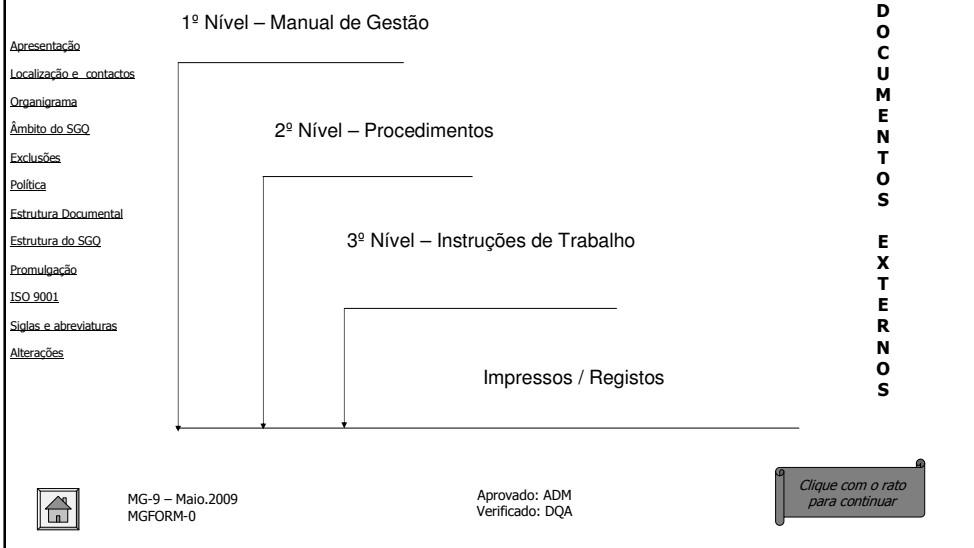 Apresentação
Localização e contactos
Organigrama
Âmbito do SGQ
Exclusões
Política
Estrutura Documental
Estrutura do SGQ
Promulgação
ISO 9001
Siglas e abreviaturas
Alterações
1º Nível – Manual de Gestão
2º Nível – Procedimentos
3º Nível – Instruções de Trabalho
Impressos / Registos
D
O
C
U
M
E
N
T
O
S
E
X
T
E
R
N
O
S
MG-9 – Maio.2009
MGFORM-0
Aprovado: ADM
Verificado: DQA
Clique com o rato
para continuar